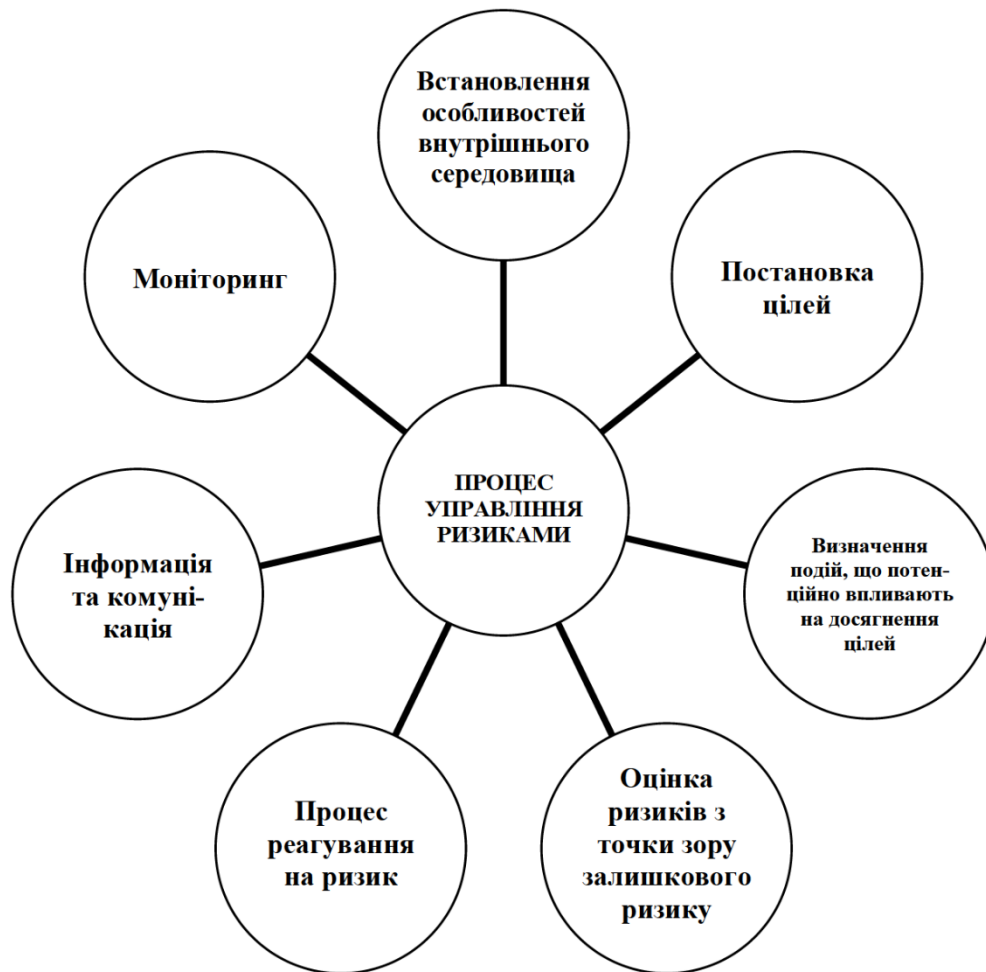 Встановлення
особливостей
внутрішнього
середовища
Постановка
цілей
Визначення
подій, що потен-
ційно впливають
на досягнення
цілей
Оцінка
ризиків з
точки зору
залишкового
ризику
Процес
реагування
на ризик
Інформація
та комуні-
кація
Моніторинг
ПРОЦЕС
УПРАВЛІННЯ
РИЗИКАМИ